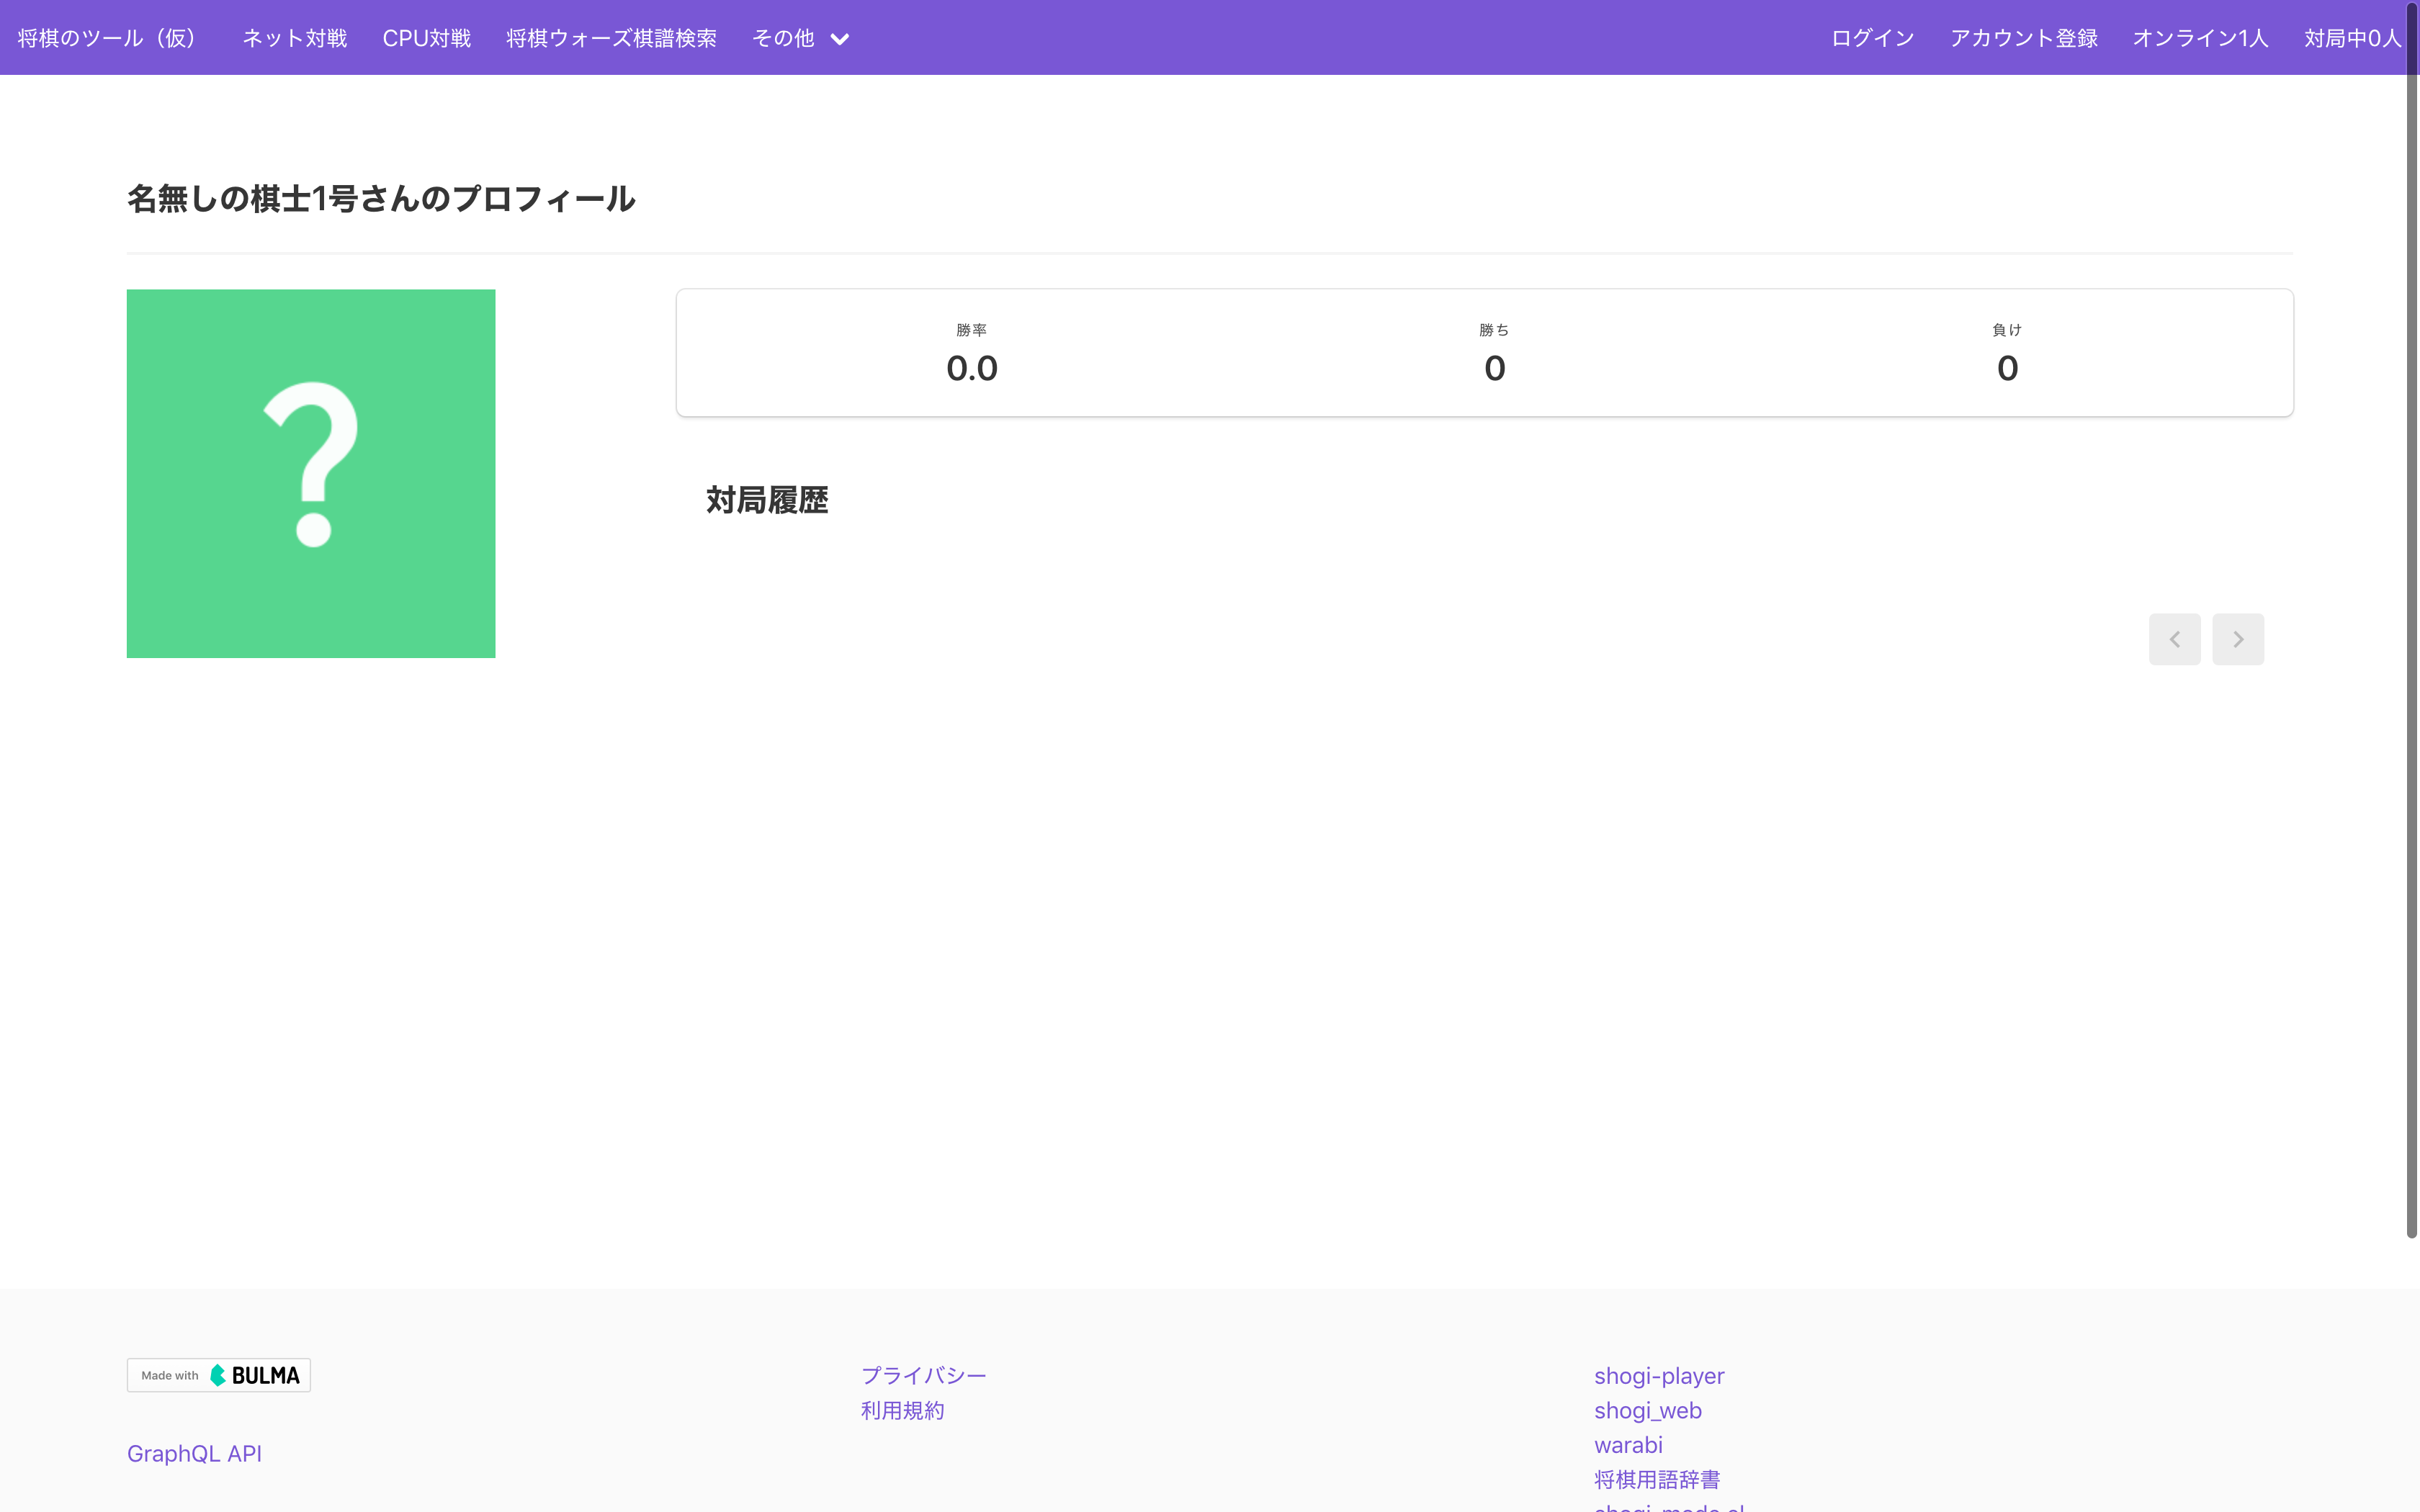 将棋のツール（仮） ネット対戦 CPU対戦 将棋ウォーズ棋譜検索 その他 ログイン アカウント登録 オンライン1人 対局中0人
名無しの棋士1号さんのプロフィール
?
勝率 勝ち 負け
0.0 0 0
対局履歴
Made with BULMA
GraphQL API
プライバシー
利用規約
shogi-player
shogi_web
warabi
将棋用語辞書